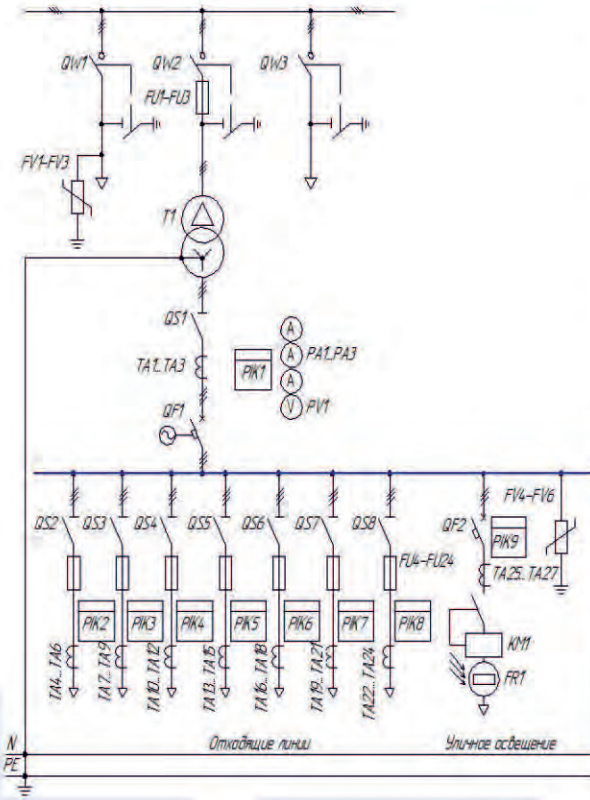 QW1
QW2
QW3
FU1-FU3
FV1-FV3
T1
QS1
TA1..TA3
PIK1
A
A
A
V
PA1..PA3
PV1
QF1
QS2
QS3
QS4
QS5
QS6
QS7
QS8
QF2
FV4-FV6
PIK9
FU4-FU24
TA25..TA27
PIK2
PIK3
PIK4
PIK5
PIK6
PIK7
PIK8
TA4..TA6
TA7..TA9
TA10..TA12
TA13..TA15
TA16..TA18
TA19..TA21
TA22..TA24
KM1
FR1
N
Отходящие линии
Уличное освещение
PE